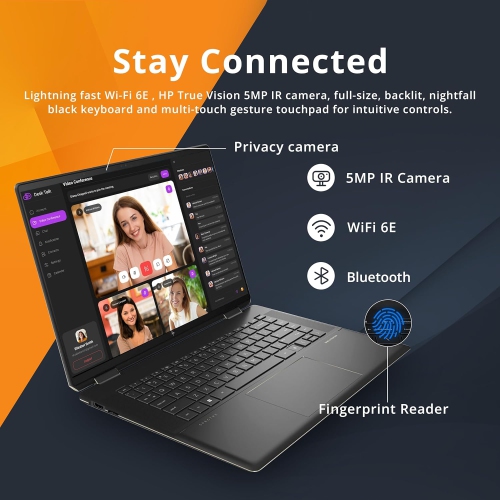 Stay Connected
Lightning fast Wi-Fi 6E , HP True Vision 5MP IR camera, full-size, backlit, nightfall
black keyboard and multi-touch gesture touchpad for intuitive controls.
Privacy camera
5MP IR Camera
WiFi 6E
Bluetooth
Fingerprint Reader
Desk Talk
Video Conference